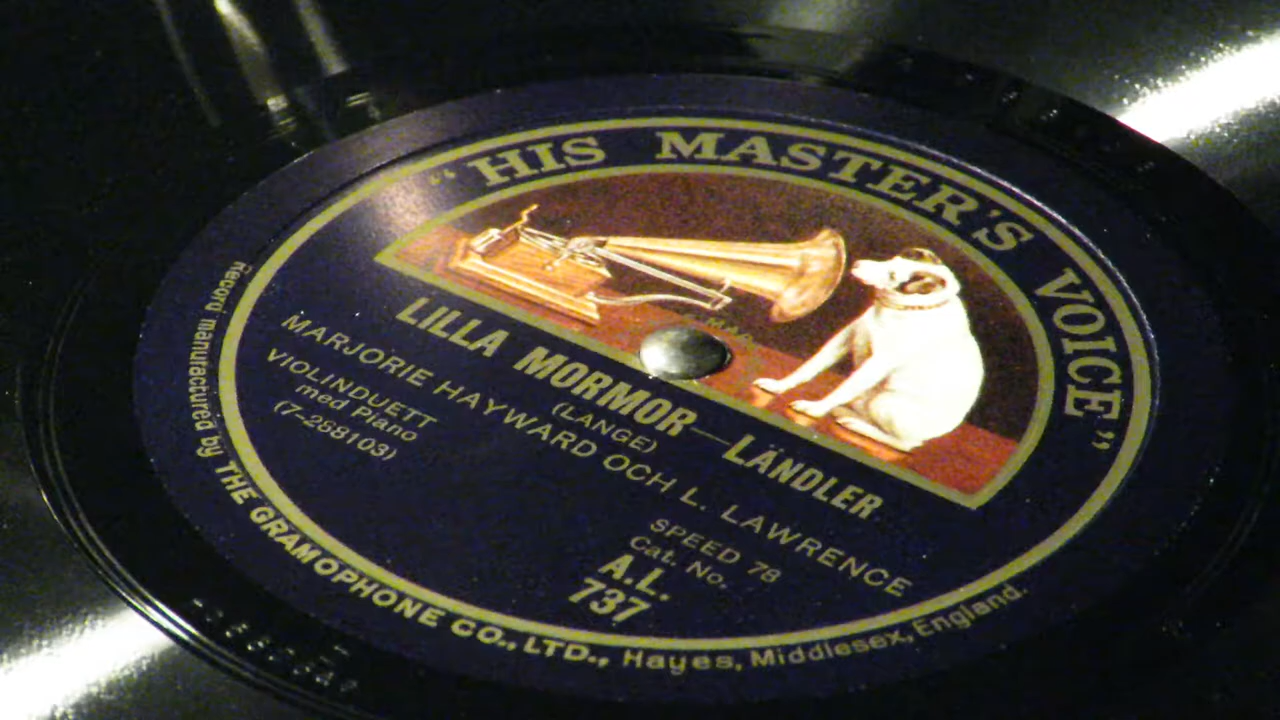 “HIS MASTER'S VOICE”
LILLA MORMOR—LÄNDLER
(LANGE)
MARJORIE HAYWARD OCH L. LAWRENCE
VIOLINDUETT
med Piano
(7-288103)
SPEED 78
Cat. No.
A.L.
737
Record manufactured by THE GRAMOPHONE CO., LTD., Hayes, Middlesex, England.